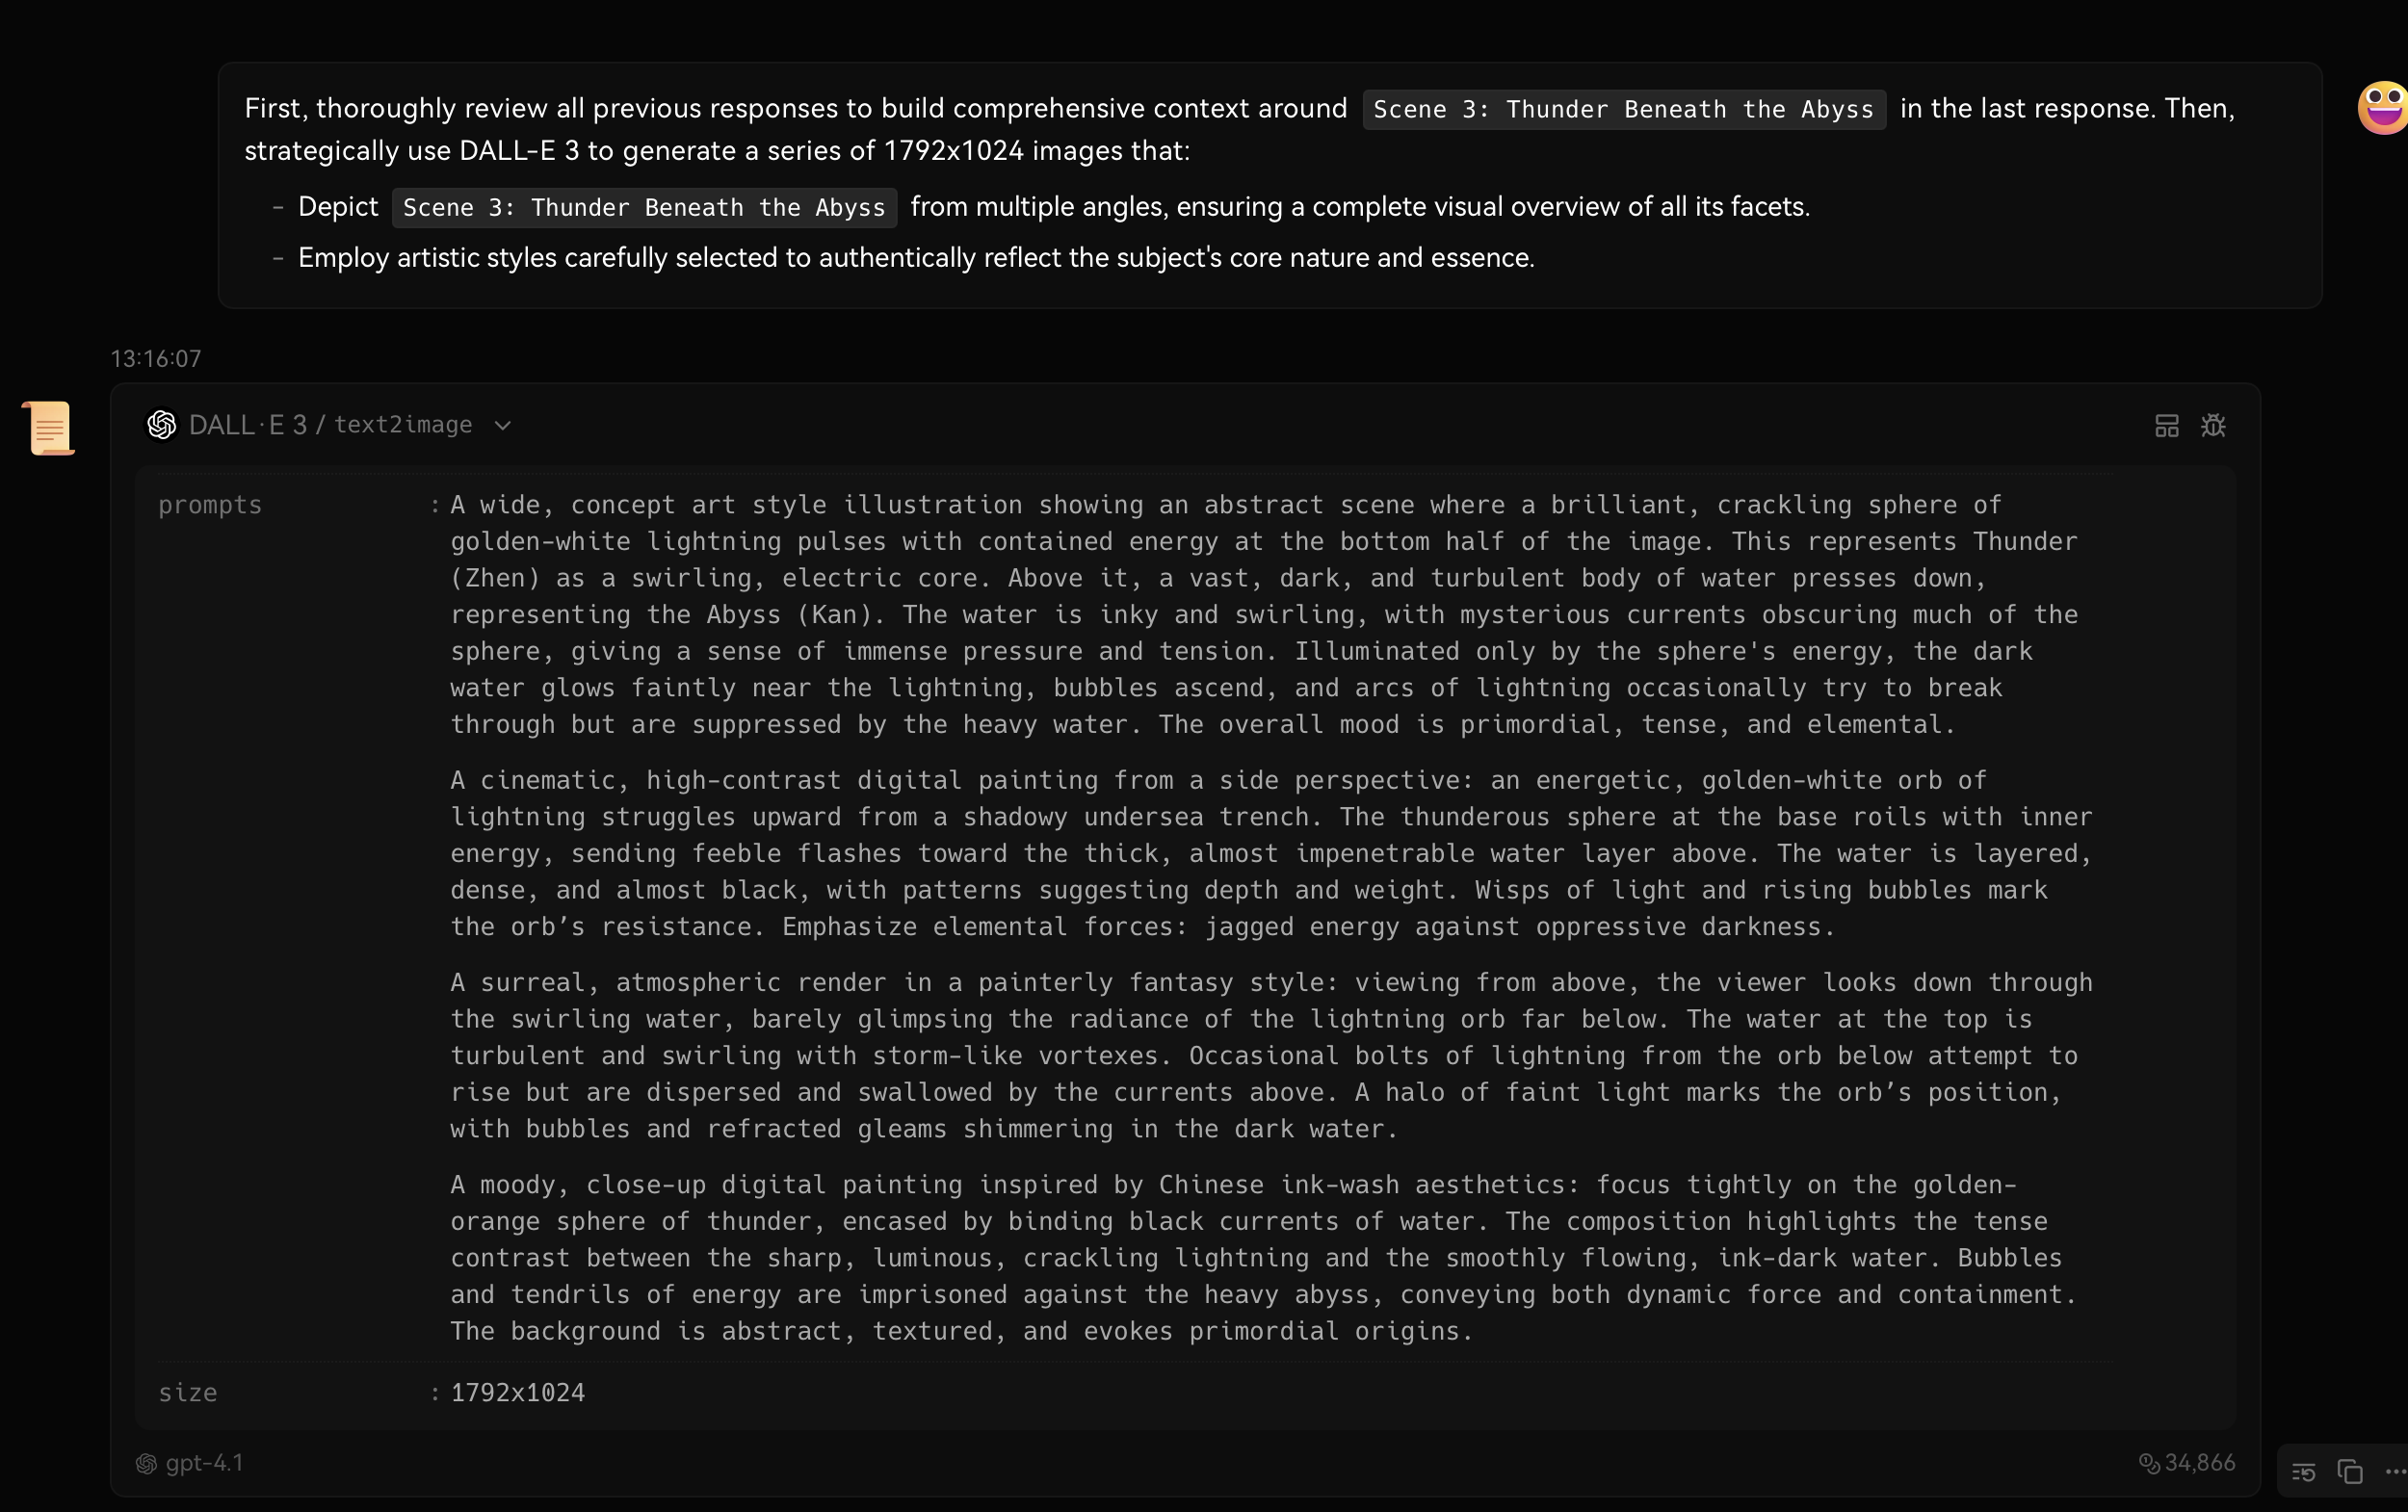 First, thoroughly review all previous responses to build comprehensive context around Scene 3: Thunder Beneath the Abyss in the last response. Then,
strategically use DALL-E 3 to generate a series of 1792x1024 images that:
- Depict Scene 3: Thunder Beneath the Abyss from multiple angles, ensuring a complete visual overview of all its facets.
- Employ artistic styles carefully selected to authentically reflect the subject's core nature and essence.
13:16:07
DALL·E 3 / text2image
prompts : A wide, concept art style illustration showing an abstract scene where a brilliant, crackling sphere of
golden-white lightning pulses with contained energy at the bottom half of the image. This represents Thunder
(Zhen) as a swirling, electric core. Above it, a vast, dark, and turbulent body of water presses down,
representing the Abyss (Kan). The water is inky and swirling, with mysterious currents obscuring much of the
sphere, giving a sense of immense pressure and tension. Illuminated only by the sphere's energy, the dark
water glows faintly near the lightning, bubbles ascend, and arcs of lightning occasionally try to break
through but are suppressed by the heavy water. The overall mood is primordial, tense, and elemental.
A cinematic, high-contrast digital painting from a side perspective: an energetic, golden-white orb of
lightning struggles upward from a shadowy undersea trench. The thunderous sphere at the base roils with inner
energy, sending feeble flashes toward the thick, almost impenetrable water layer above. The water is layered,
dense, and almost black, with patterns suggesting depth and weight. Wisps of light and rising bubbles mark
the orb’s resistance. Emphasize elemental forces: jagged energy against oppressive darkness.
A surreal, atmospheric render in a painterly fantasy style: viewing from above, the viewer looks down through
the swirling water, barely glimpsing the radiance of the lightning orb far below. The water at the top is
turbulent and swirling with storm-like vortexes. Occasional bolts of lightning from the orb below attempt to
rise but are dispersed and swallowed by the currents above. A halo of faint light marks the orb’s position,
with bubbles and refracted gleams shimmering in the dark water.
A moody, close-up digital painting inspired by Chinese ink-wash aesthetics: focus tightly on the golden-
orange sphere of thunder, encased by binding black currents of water. The composition highlights the tense
contrast between the sharp, luminous, crackling lightning and the smoothly flowing, ink-dark water. Bubbles
and tendrils of energy are imprisoned against the heavy abyss, conveying both dynamic force and containment.
The background is abstract, textured, and evokes primordial origins.
size : 1792x1024
gpt-4.1
34,866